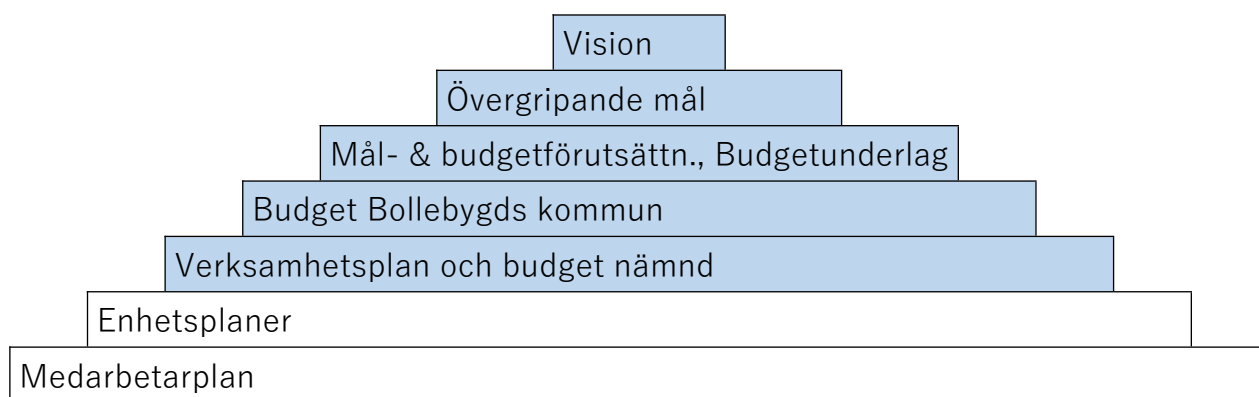 Vision
Övergripande mål
Mål- & budgetförutsättn., Budgetunderlag
Budget Bollebygds kommun
Verksamhetsplan och budget nämnd
Enhetsplaner
Medarbetarplan